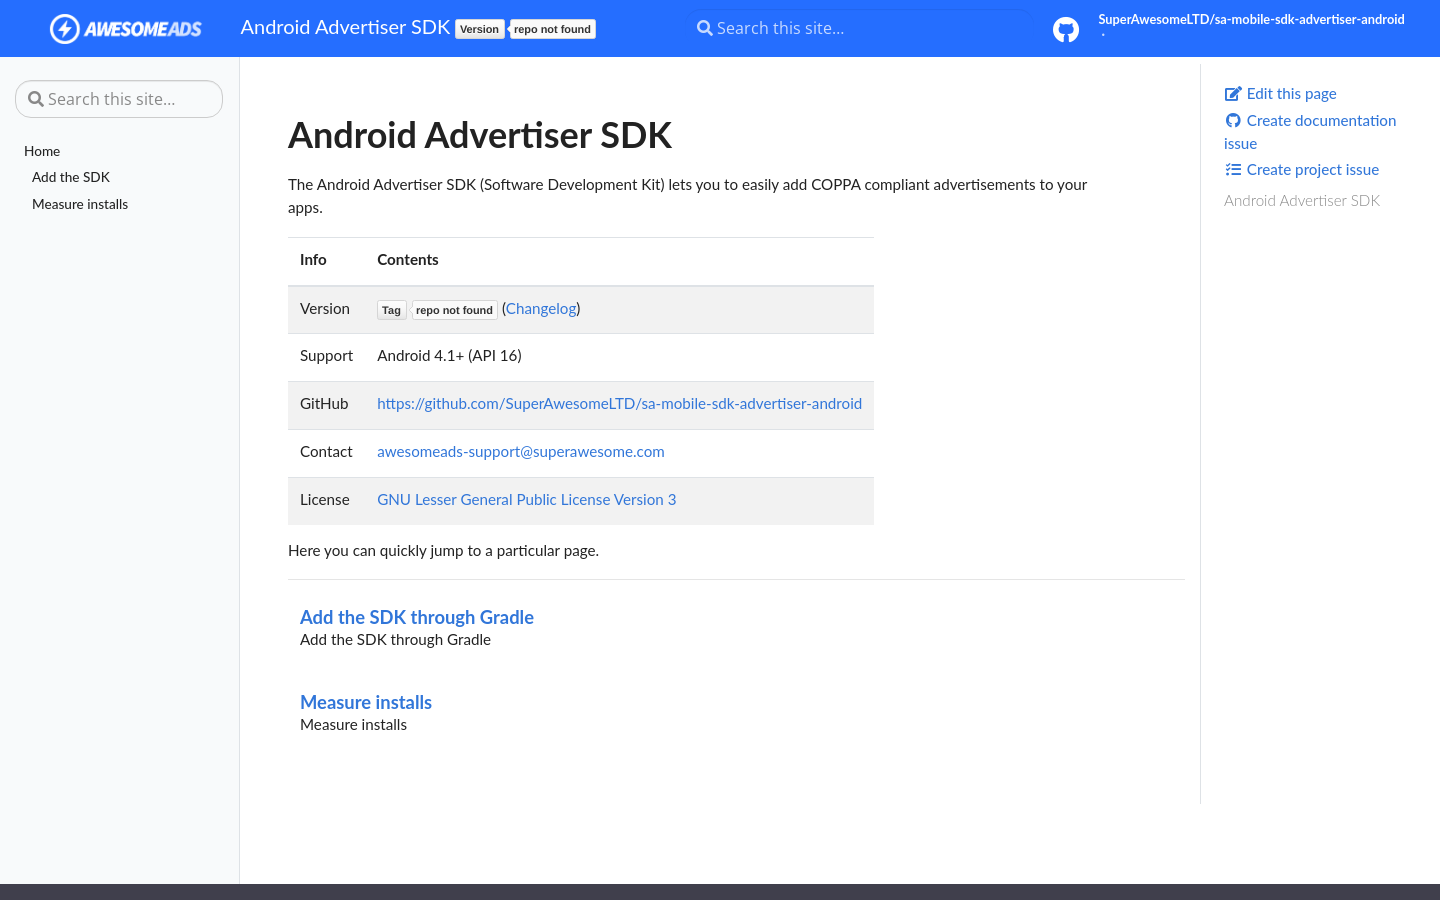 AWESOMEADS
Android Advertiser SDK Version repo not found
Search this site…
SuperAwesomeLTD/sa-mobile-sdk-advertiser-android
Search this site…
Home
Add the SDK
Measure installs
Android Advertiser SDK
The Android Advertiser SDK (Software Development Kit) lets you to easily add COPPA compliant advertisements to your
apps.
Info Contents
Version Tag repo not found (Changelog)
Support Android 4.1+ (API 16)
GitHub https://github.com/SuperAwesomeLTD/sa-mobile-sdk-advertiser-android
Contact awesomeads-support@superawesome.com
License GNU Lesser General Public License Version 3
Here you can quickly jump to a particular page.
Add the SDK through Gradle
Add the SDK through Gradle
Measure installs
Measure installs
Edit this page
Create documentation
issue
Create project issue
Android Advertiser SDK